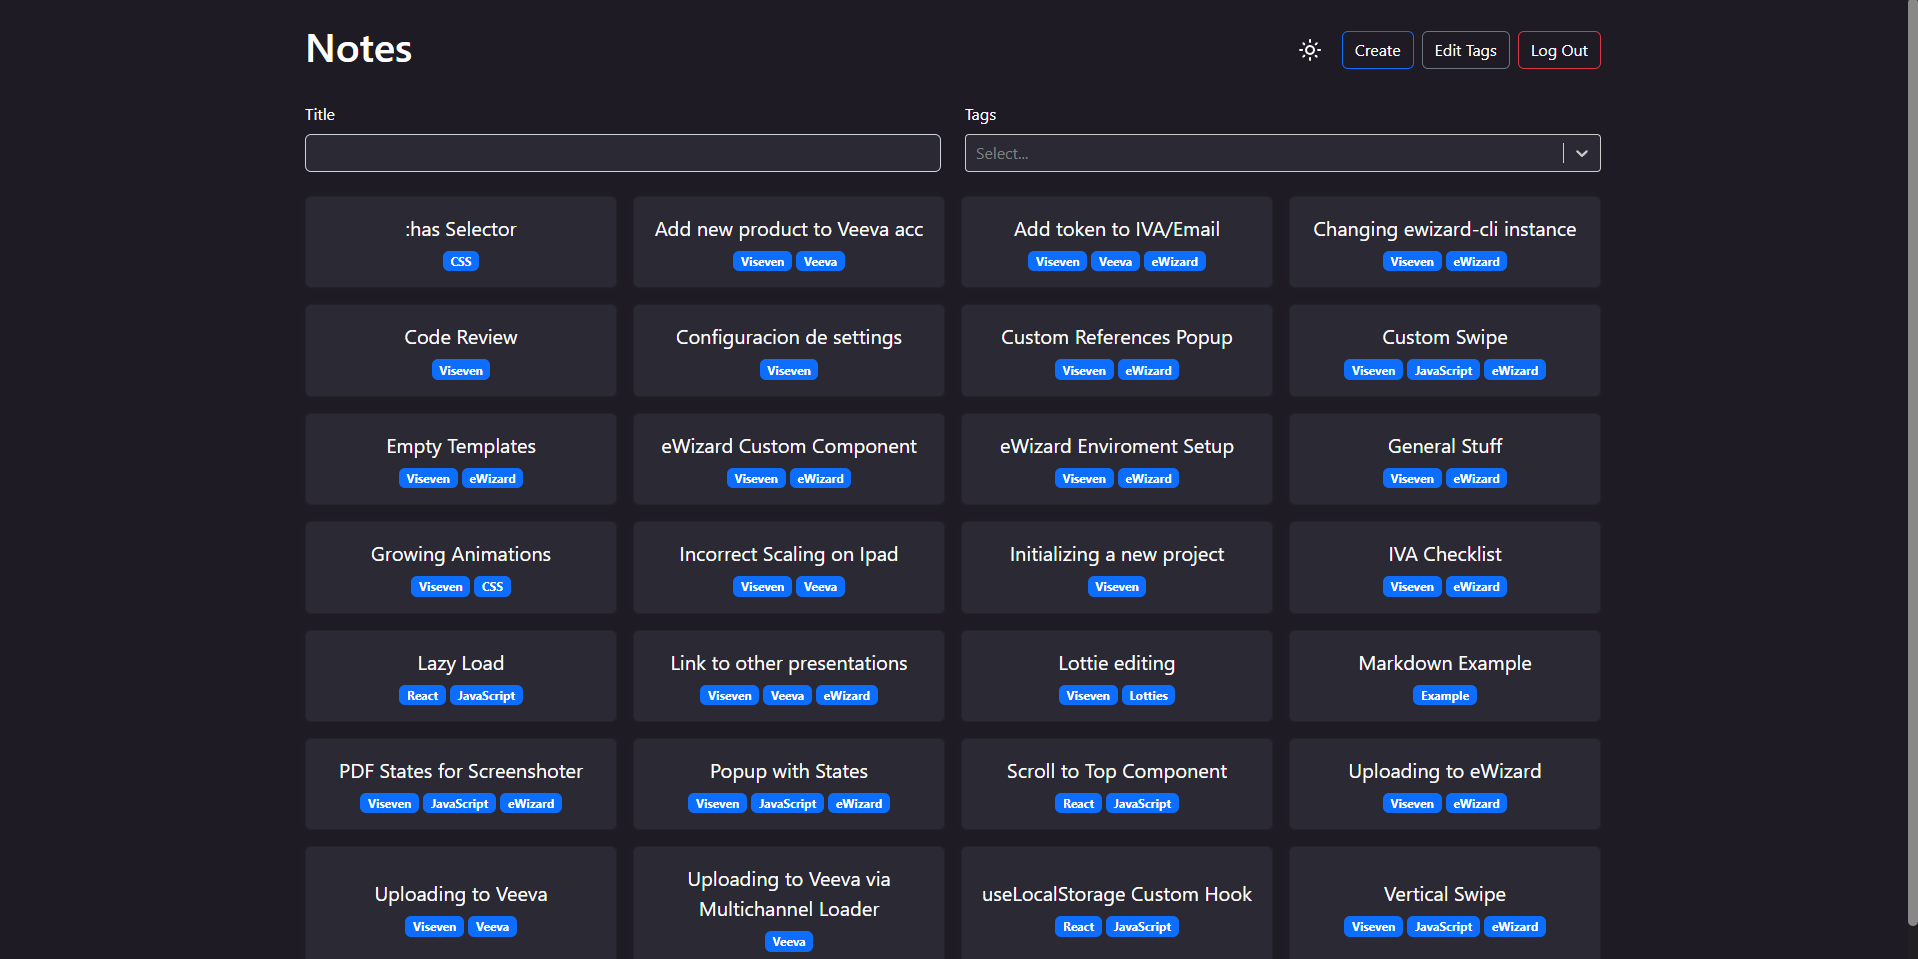 Notes
Create Edit Tags Log Out
Title
Tags
Select...
:has Selector
CSS
Add new product to Veeva acc
Viseven Veeva
Add token to IVA/Email
Viseven Veeva eWizard
Changing ewizard-cli instance
Viseven eWizard
Code Review
Viseven
Configuracion de settings
Viseven
Custom References Popup
Viseven eWizard
Custom Swipe
Viseven JavaScript eWizard
Empty Templates
Viseven eWizard
eWizard Custom Component
Viseven eWizard
eWizard Enviroment Setup
Viseven eWizard
General Stuff
Viseven eWizard
Growing Animations
Viseven CSS
Incorrect Scaling on Ipad
Viseven Veeva
Initializing a new project
Viseven
IVA Checklist
Viseven eWizard
Lazy Load
React JavaScript
Link to other presentations
Viseven Veeva eWizard
Lottie editing
Viseven Lotties
Markdown Example
Example
PDF States for Screenshoter
Viseven JavaScript eWizard
Popup with States
Viseven JavaScript eWizard
Scroll to Top Component
React JavaScript
Uploading to eWizard
Viseven eWizard
Uploading to Veeva
Viseven Veeva
Uploading to Veeva via
Multichannel Loader
Veeva
useLocalStorage Custom Hook
React JavaScript
Vertical Swipe
Viseven JavaScript eWizard